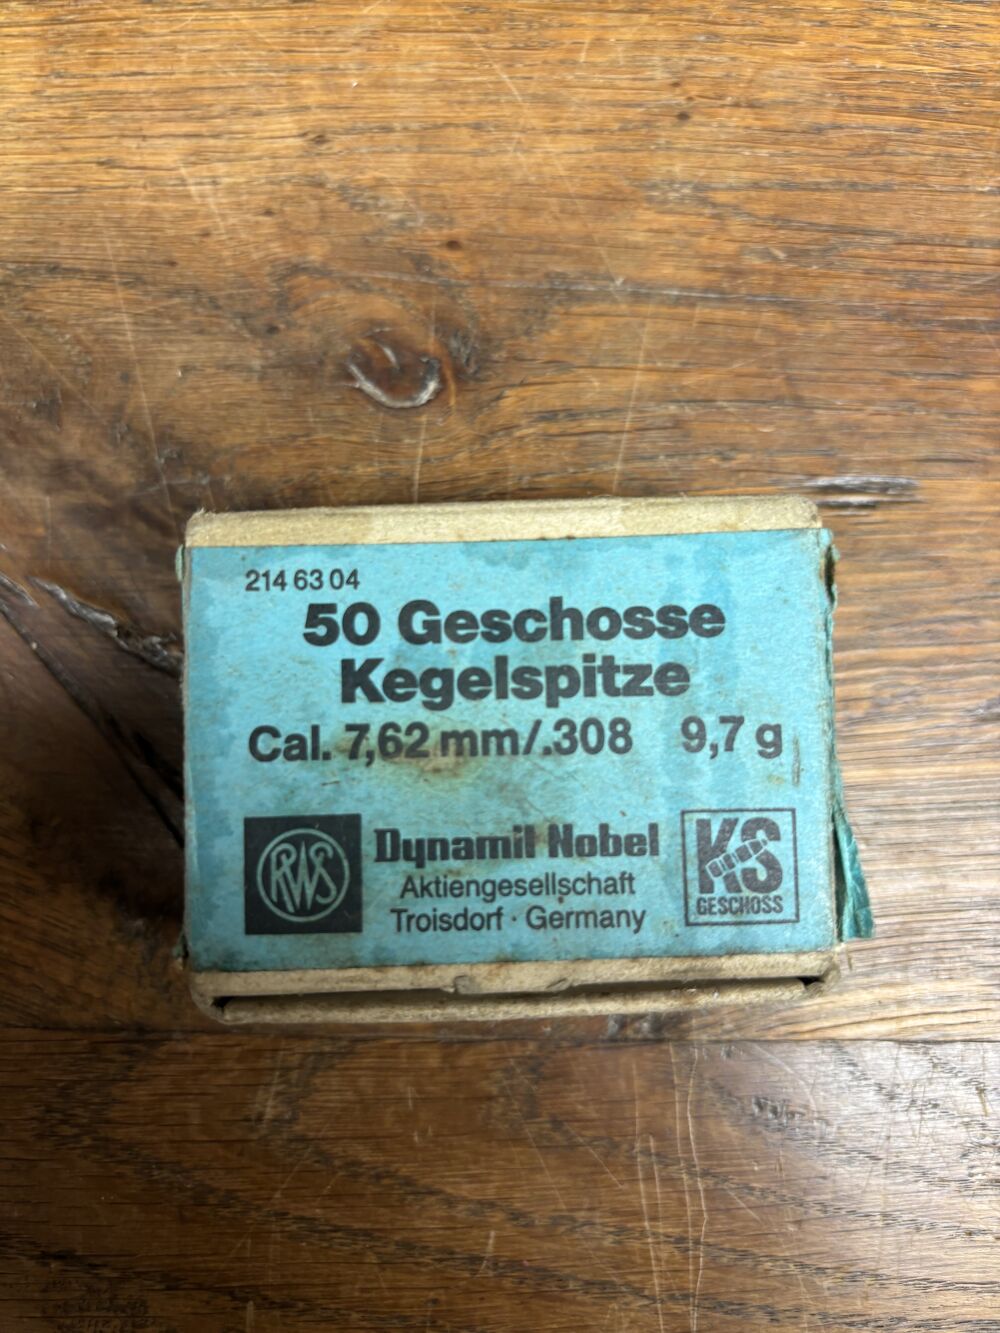 214 63 04
50 Geschosse
Kegelspitze
Cal. 7,62 mm/.308 9,7 g
RWS
Dynamit Nobel
Aktiengesellschaft
Troisdorf · Germany
KS
GESCHOSS